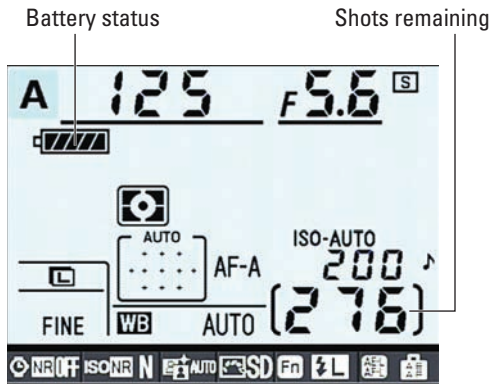 Battery status Shots remaining
A 125 F5.6 S
AUTO ISO-AUTO
L AF-A 200
FINE WB AUTO [276]
NR OFF ISO NR N AUTO SD Fn L